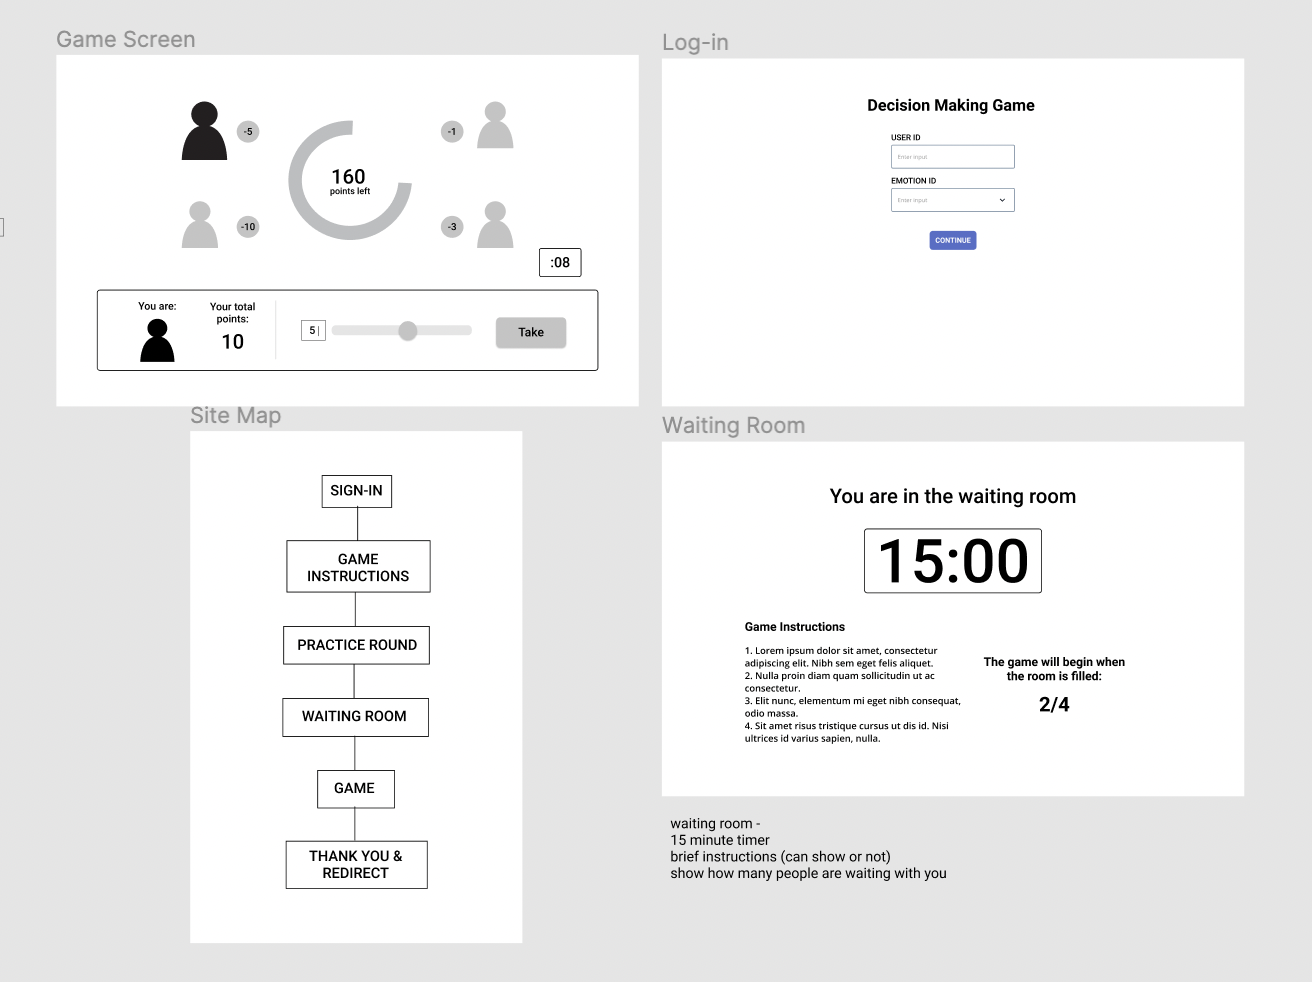 Game Screen
-5
-1
160
points left
-10
-3
:08
You are:
Your total
points:
10
5
Take
Log-in
Decision Making Game
USER ID
Enter input
EMOTION ID
Enter input
CONTINUE
Site Map
SIGN-IN
GAME
INSTRUCTIONS
PRACTICE ROUND
WAITING ROOM
GAME
THANK YOU &
REDIRECT
Waiting Room
You are in the waiting room
15:00
Game Instructions
1. Lorem ipsum dolor sit amet, consectetur
adipiscing elit. Nibh sem eget felis aliquet.
2. Nulla proin diam quam sollicitudin ut ac
consectetur.
3. Elit nunc, elementum mi eget nibh consequat,
odio massa.
4. Sit amet risus tristique cursus ut dis id. Nisi
ultrices id varius sapien, nulla.
The game will begin when
the room is filled:
2/4
waiting room -
15 minute timer
brief instructions (can show or not)
show how many people are waiting with you